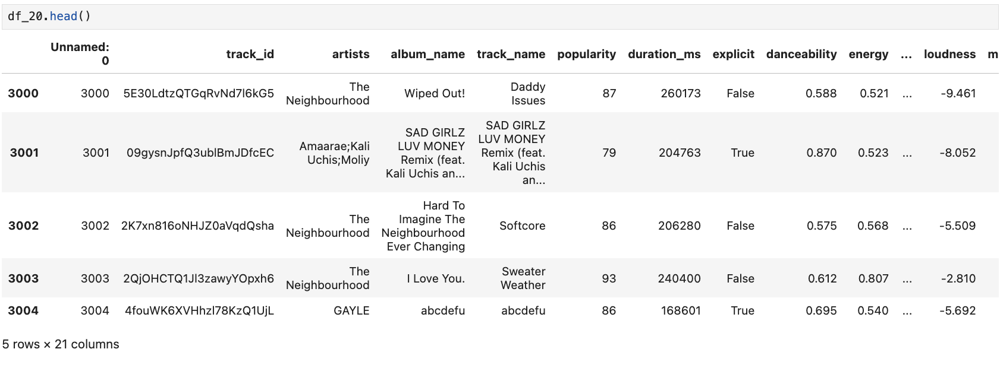 df_20.head()
Unnamed: 0 track_id artists album_name track_name popularity duration_ms explicit danceability energy ... loudness m
3000 3000 5E30LdtzQTGqRvNd7l6kG5 The Neighbourhood Wiped Out! Daddy Issues 87 260173 False 0.588 0.521 ... -9.461
3001 3001 09gysnJpfQ3ublBmJDfcEC Amaarae;Kali Uchis;Moliy SAD GIRLZ LUV MONEY Remix (feat. Kali Uchis an... SAD GIRLZ LUV MONEY Remix (feat. Kali Uchis an... 79 204763 True 0.870 0.523 ... -8.052
3002 3002 2K7xn816oNHJZ0aVqdQsha The Neighbourhood Hard To Imagine The Neighbourhood Ever Changing Softcore 86 206280 False 0.575 0.568 ... -5.509
3003 3003 2QjOHCTQ1Jl3zawyYOpxh6 The Neighbourhood I Love You. Sweater Weather 93 240400 False 0.612 0.807 ... -2.810
3004 3004 4fouWK6XVHhzl78KzQ1UjL GAYLE abcdefu abcdefu 86 168601 True 0.695 0.540 ... -5.692
5 rows × 21 columns